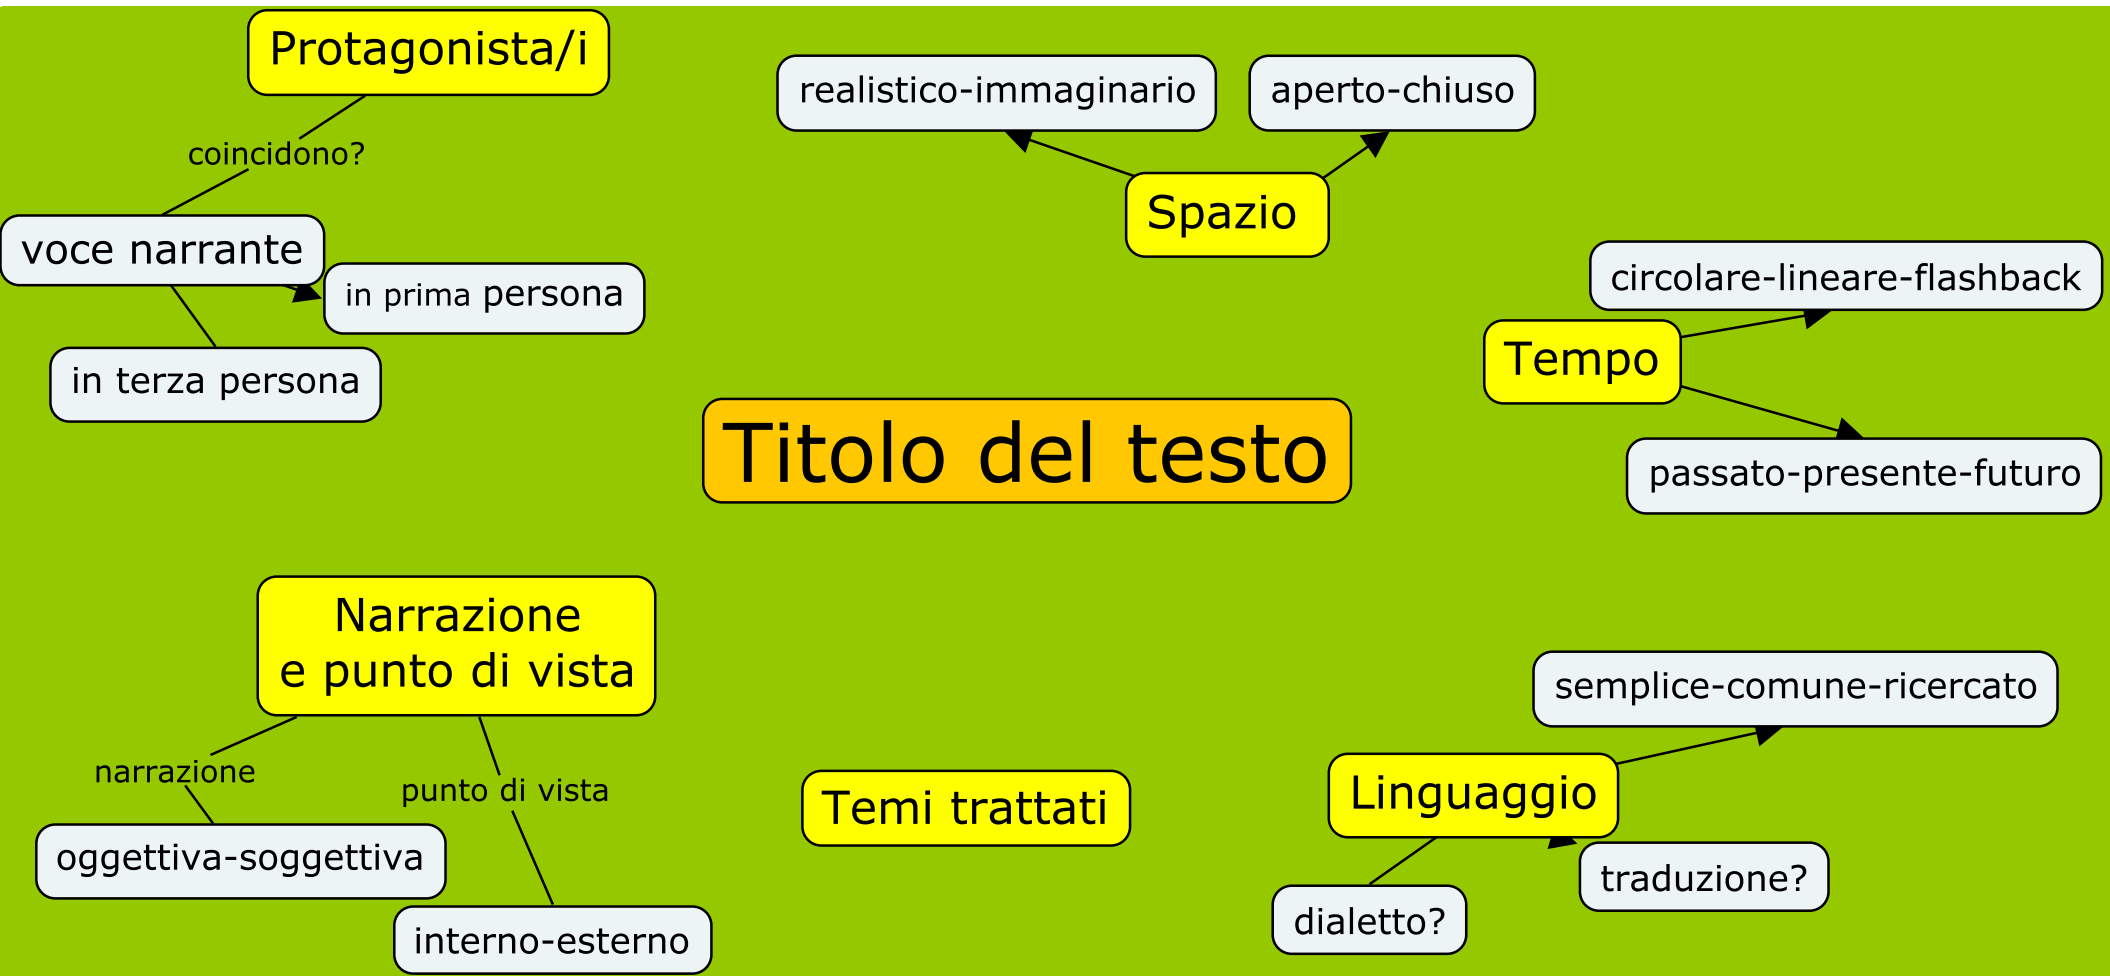 Protagonista/i
coincidono?
voce narrante
in prima persona
in terza persona
realistico-immaginario
aperto-chiuso
Spazio
circolare-lineare-flashback
Tempo
passato-presente-futuro
Titolo del testo
Narrazione
e punto di vista
narrazione
punto di vista
oggettiva-soggettiva
interno-esterno
Temi trattati
semplice-comune-ricercato
Linguaggio
traduzione?
dialetto?